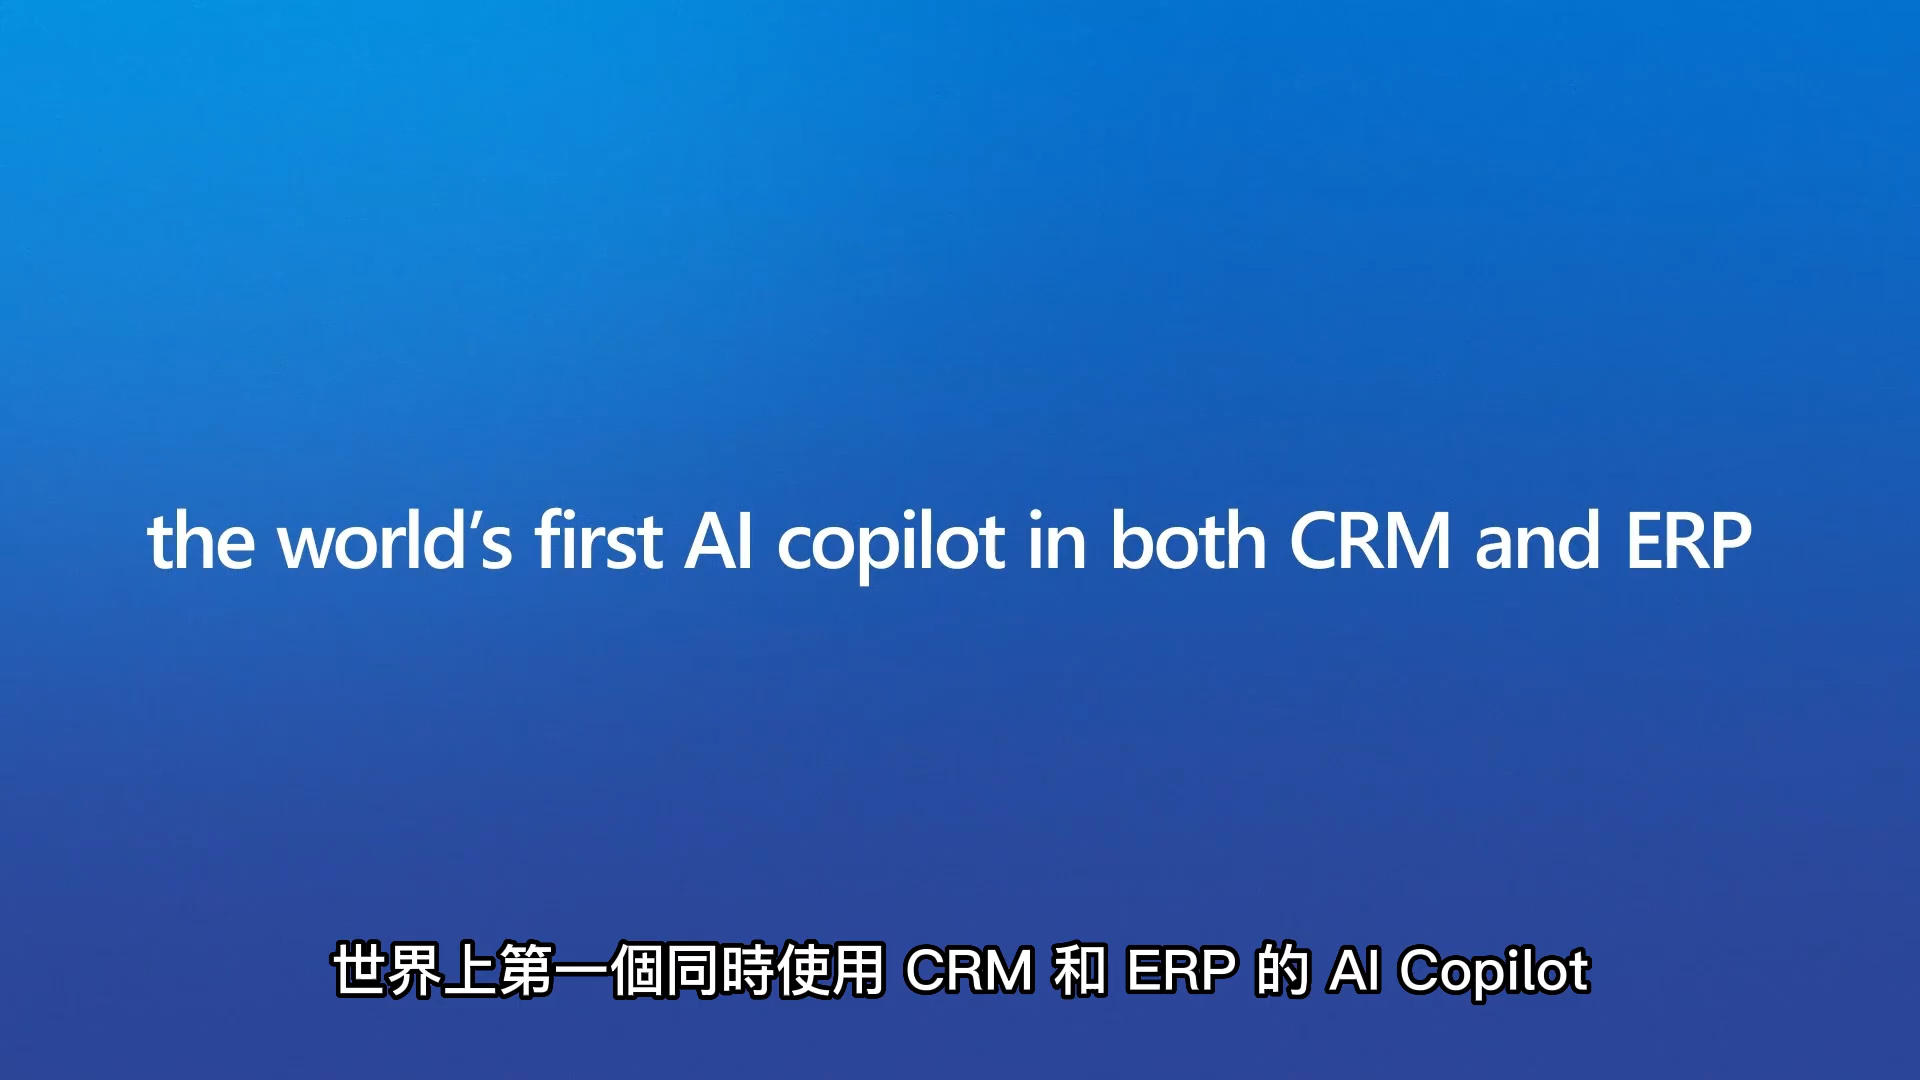 the world’s first AI copilot in both CRM and ERP
世界上第一個同時使用 CRM 和 ERP 的 AI Copilot